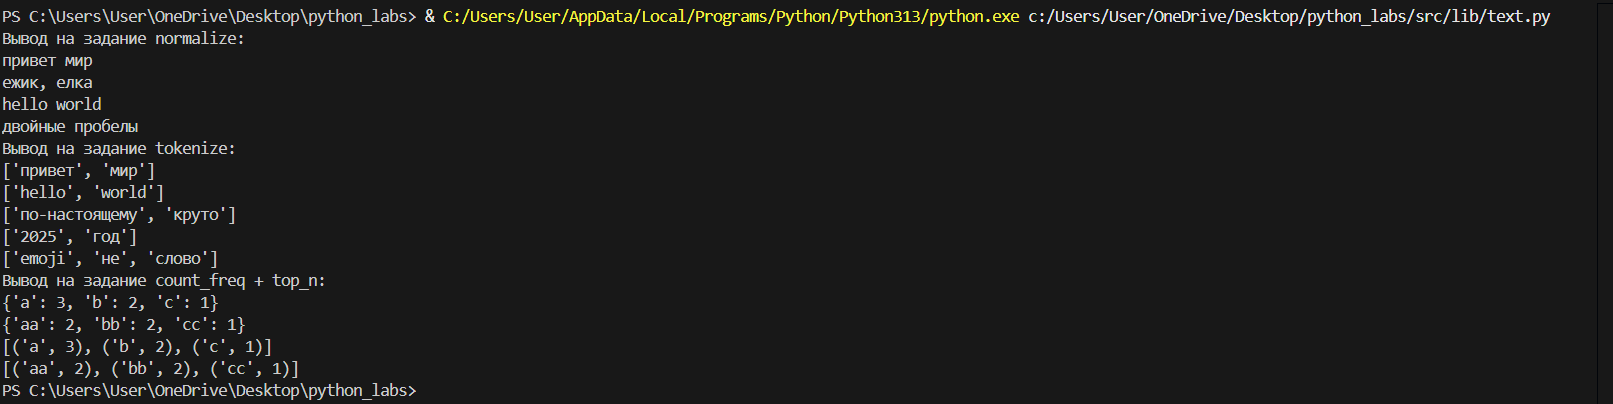 PS C:\Users\User\OneDrive\Desktop\python_labs> & C:/Users/User/AppData/Local/Programs/Python/Python313/python.exe c:/Users/User/OneDrive/Desktop/python_labs/src/lib/text.py
Вывод на задание normalize:
привет мир
ежик, елка
hello world
двойные пробелы
Вывод на задание tokenize:
['привет', 'мир']
['hello', 'world']
['по-настоящему', 'круто']
['2025', 'год']
['emoji', 'не', 'слово']
Вывод на задание count_freq + top_n:
{'a': 3, 'b': 2, 'c': 1}
{'aa': 2, 'bb': 2, 'cc': 1}
[('a', 3), ('b', 2), ('c', 1)]
[('aa', 2), ('bb', 2), ('cc', 1)]
PS C:\Users\User\OneDrive\Desktop\python_labs>